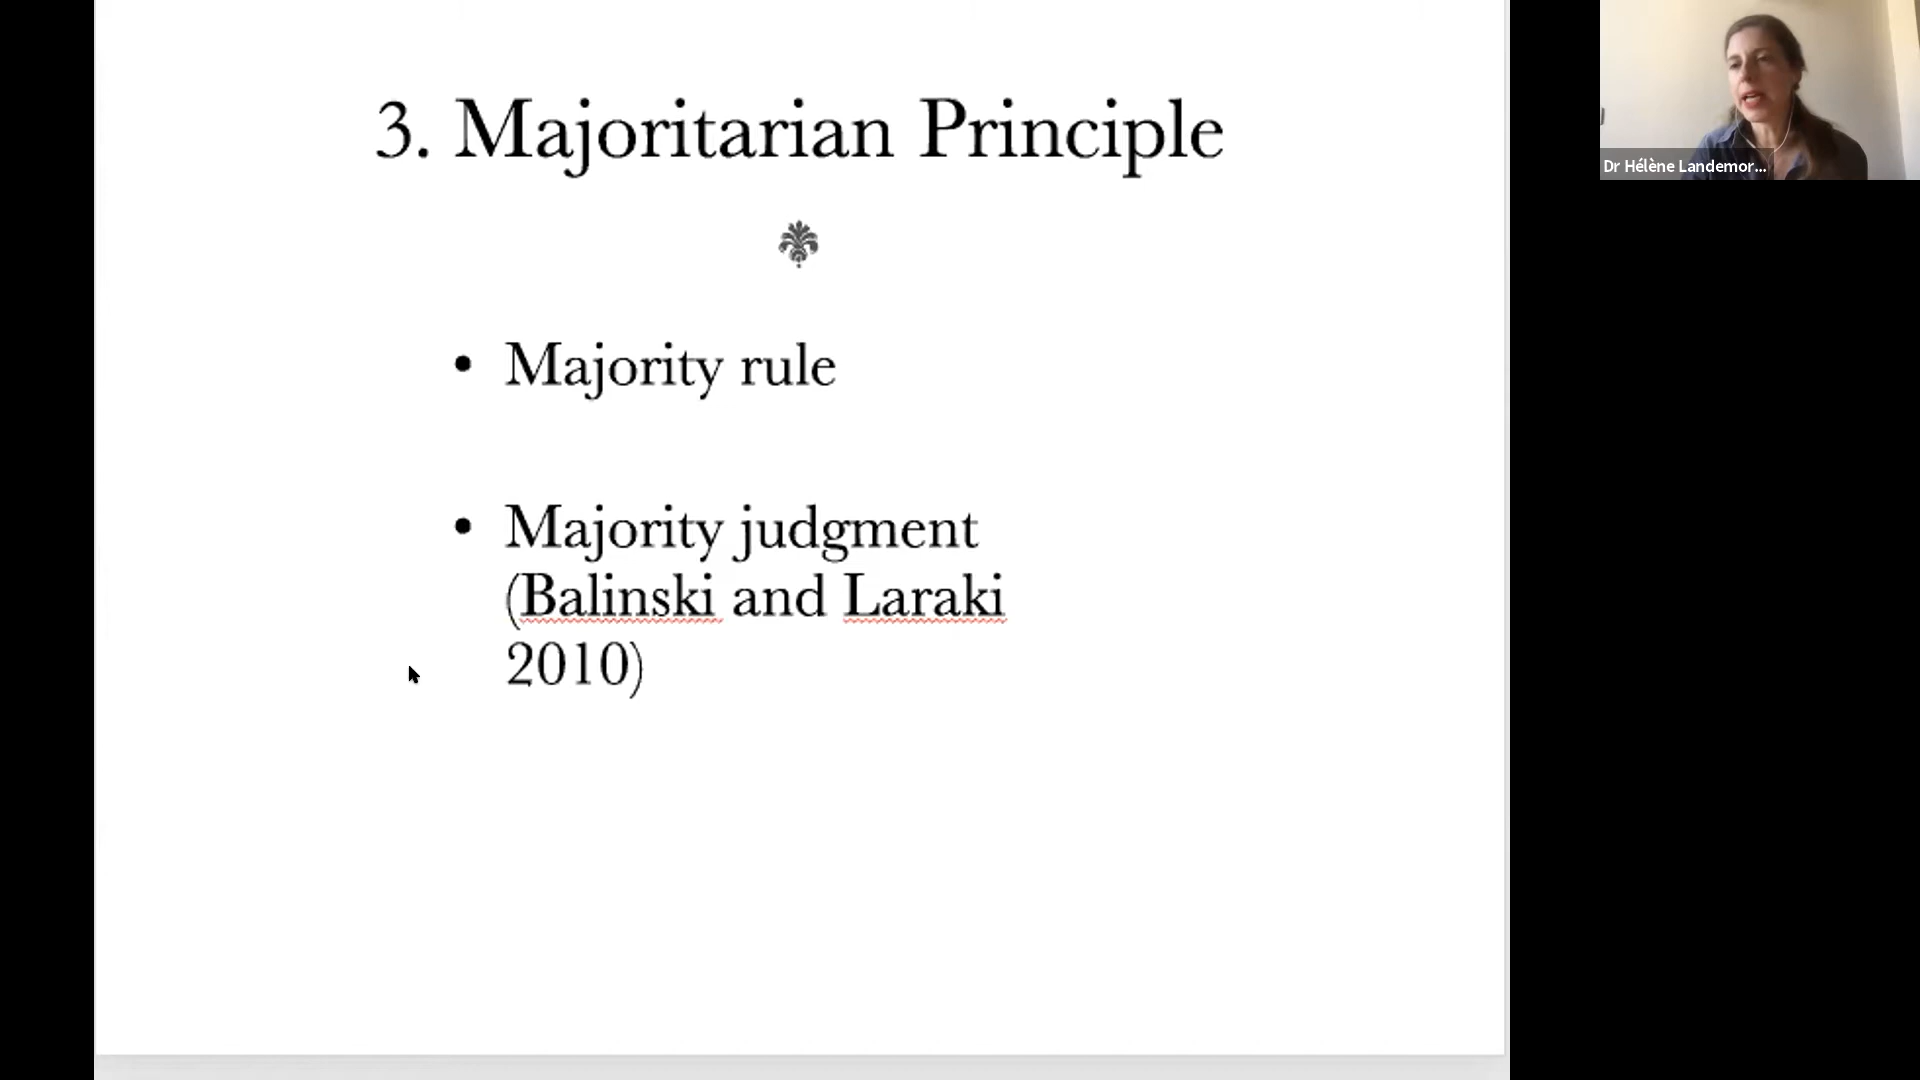 3. Majoritarian Principle
• Majority rule
• Majority judgment
(Balinski and Laraki
2010)
Dr Hélène Landemor...